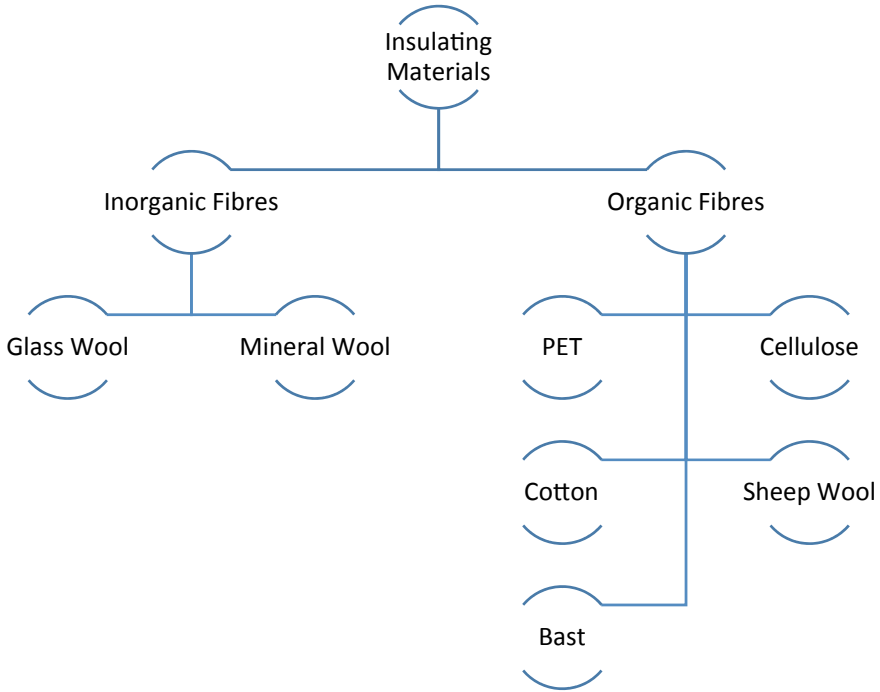 Insulating
Materials
Inorganic Fibres
Organic Fibres
Glass Wool
Mineral Wool
PET
Cellulose
Cotton
Sheep Wool
Bast